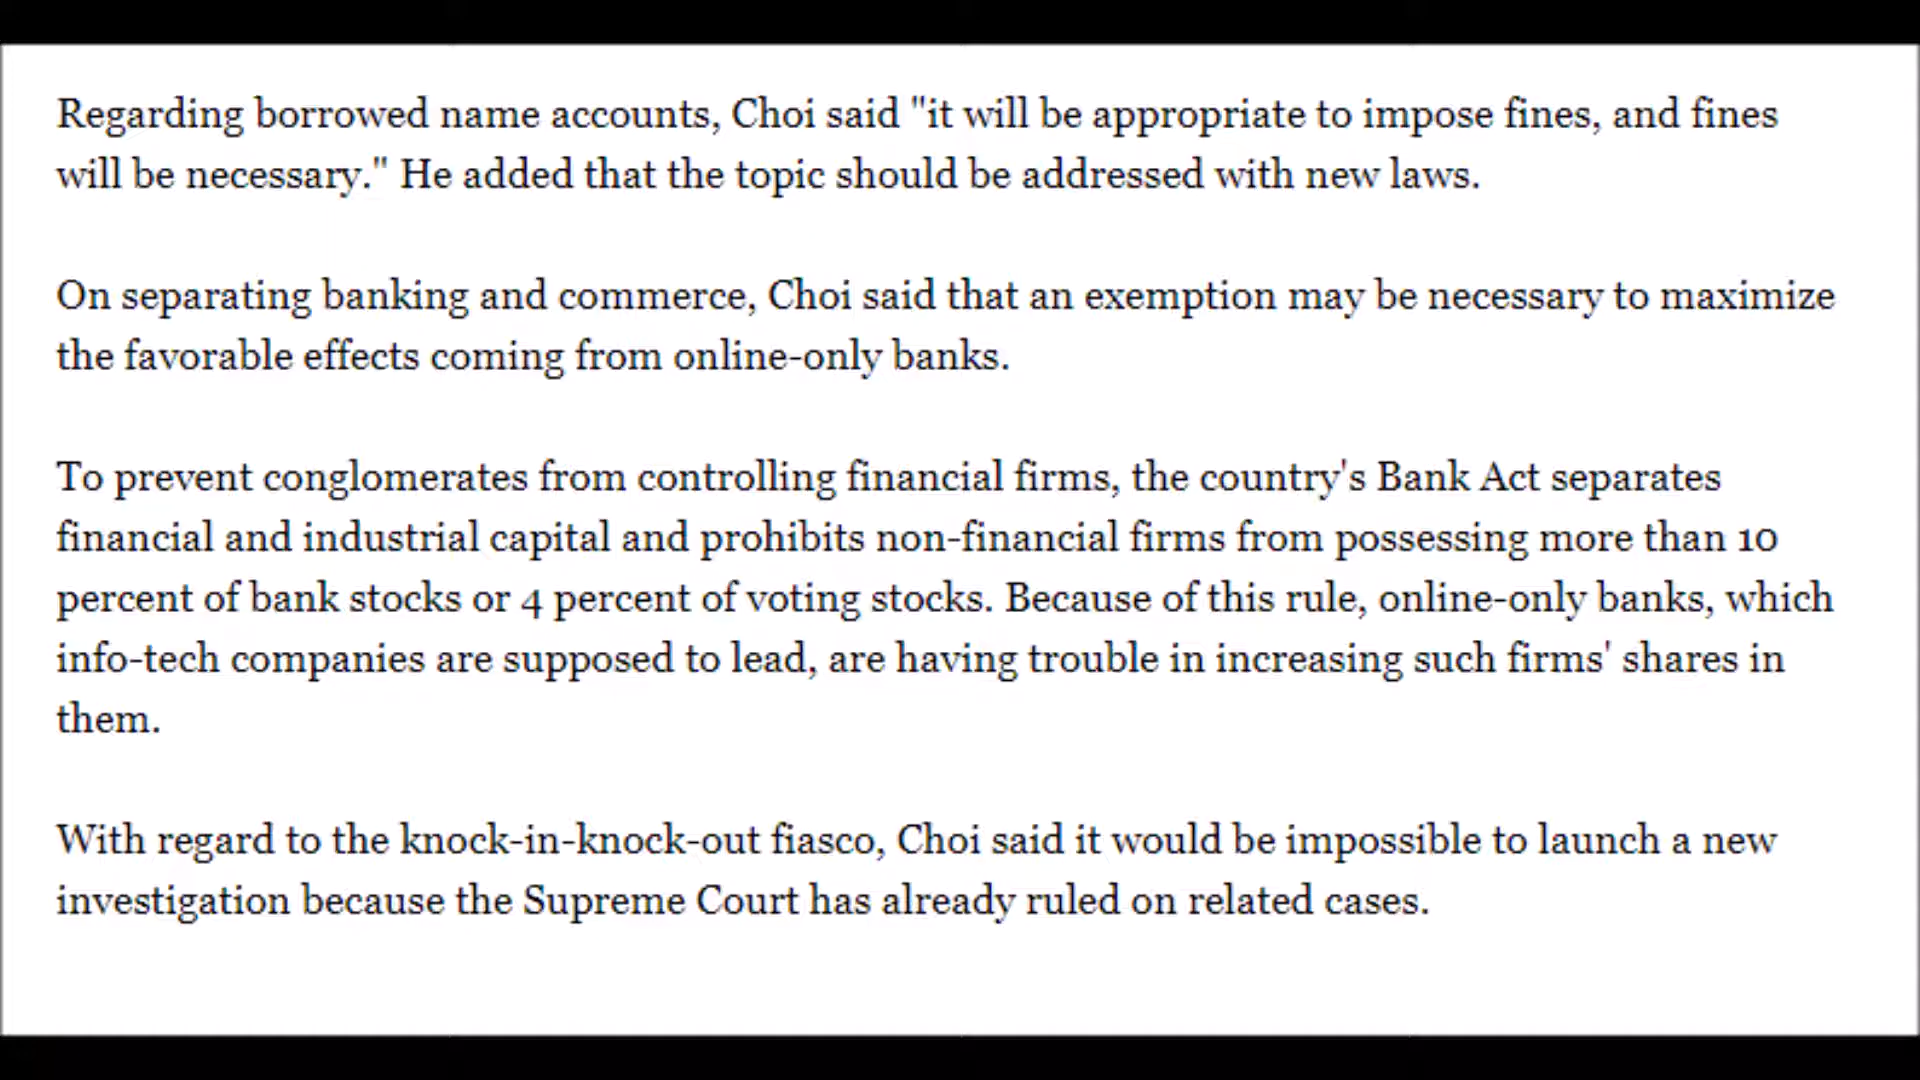 Regarding borrowed name accounts, Choi said "it will be appropriate to impose fines, and fines
will be necessary." He added that the topic should be addressed with new laws.
On separating banking and commerce, Choi said that an exemption may be necessary to maximize
the favorable effects coming from online-only banks.
To prevent conglomerates from controlling financial firms, the country's Bank Act separates
financial and industrial capital and prohibits non-financial firms from possessing more than 10
percent of bank stocks or 4 percent of voting stocks. Because of this rule, online-only banks, which
info-tech companies are supposed to lead, are having trouble in increasing such firms' shares in
them.
With regard to the knock-in-knock-out fiasco, Choi said it would be impossible to launch a new
investigation because the Supreme Court has already ruled on related cases.